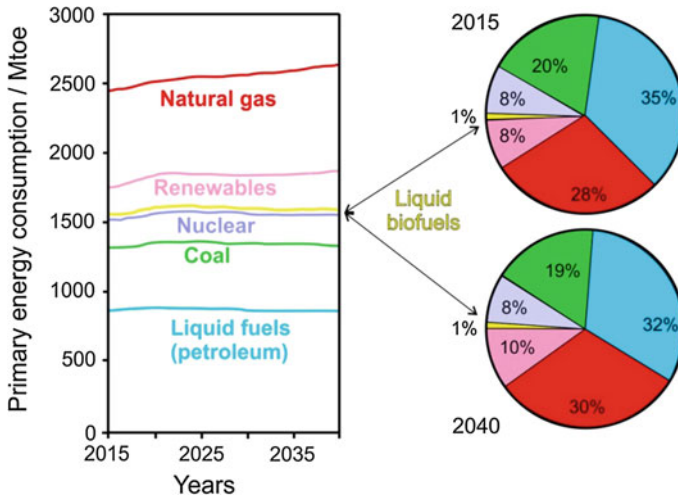 Primary energy consumption / Mtoe
3000
2500
2000
1500
1000
500
0
Natural gas
Renewables
Nuclear
Coal
Liquid fuels
(petroleum)
2015
2025
2035
Years
Liquid
biofuels
2015
20%
35%
8%
1%
8%
28%
19%
32%
8%
1%
10%
30%
2040